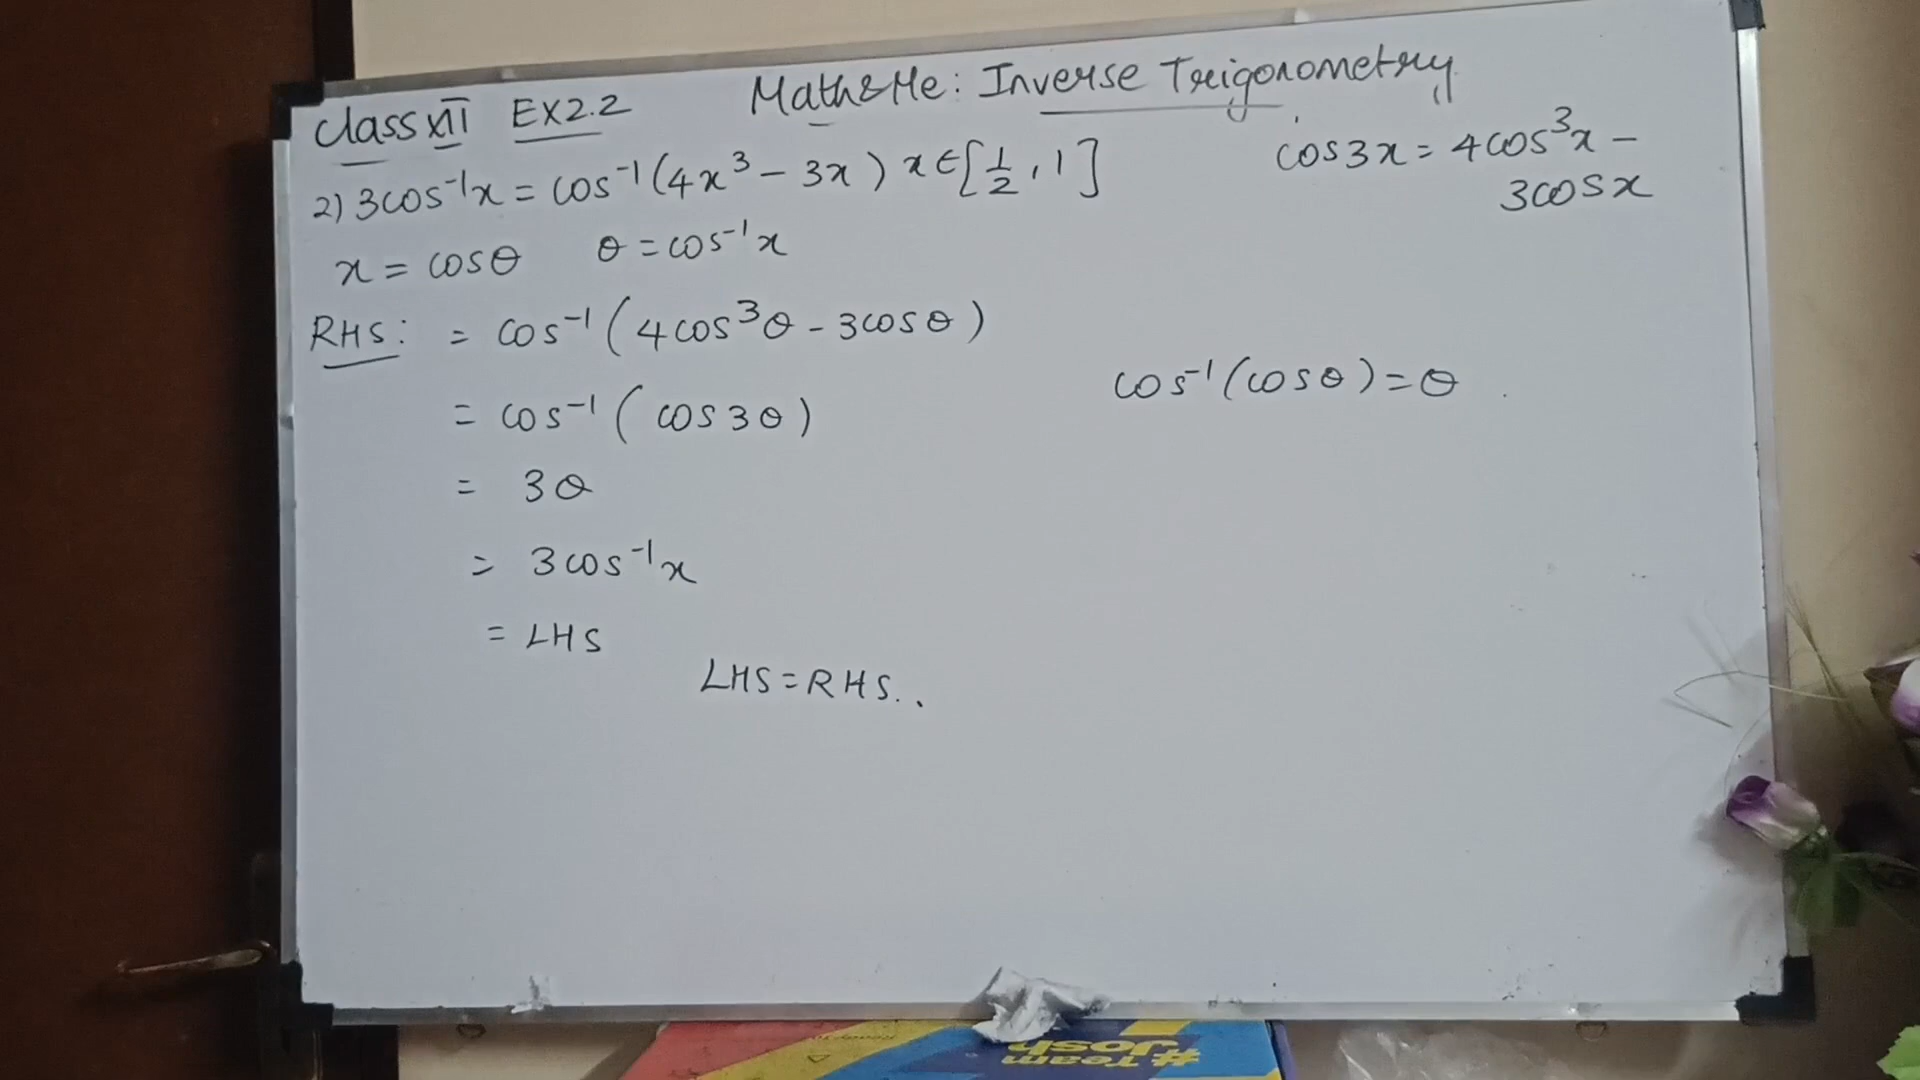 Class XII EX2.2 Math&Me: Inverse Trigonometry
2) 3cos⁻¹x = cos⁻¹(4x³ − 3x) x ∈ [1/2, 1]
cos3x = 4cos³x −
3cosx
x = cosθ θ = cos⁻¹x
RHS: = cos⁻¹(4cos³θ − 3cosθ)
= cos⁻¹(cos3θ)
cos⁻¹(cosθ) = θ
= 3θ
= 3cos⁻¹x
= LHS
LHS = RHS..
#Team
Josh